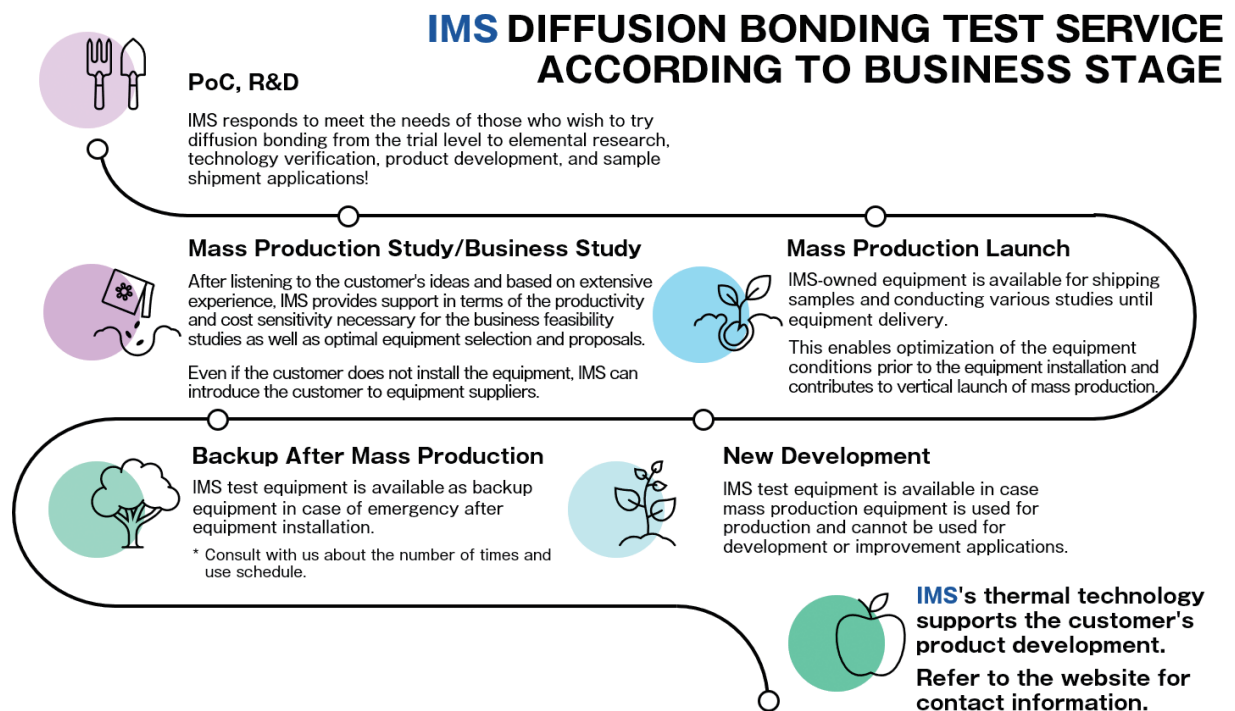 IMS DIFFUSION BONDING TEST SERVICE
ACCORDING TO BUSINESS STAGE
PoC, R&D
IMS responds to meet the needs of those who wish to try
diffusion bonding from the trial level to elemental research,
technology verification, product development, and sample
shipment applications!
Mass Production Study/Business Study
After listening to the customer's ideas and based on extensive
experience, IMS provides support in terms of the productivity
and cost sensitivity necessary for the business feasibility
studies as well as optimal equipment selection and proposals.
Even if the customer does not install the equipment, IMS can
introduce the customer to equipment suppliers.
Mass Production Launch
IMS-owned equipment is available for shipping
samples and conducting various studies until
equipment delivery.
This enables optimization of the equipment
conditions prior to the equipment installation and
contributes to vertical launch of mass production.
Backup After Mass Production
IMS test equipment is available as backup
equipment in case of emergency after
equipment installation.
* Consult with us about the number of times and
use schedule.
New Development
IMS test equipment is available in case
mass production equipment is used for
production and cannot be used for
development or improvement applications.
IMS's thermal technology
supports the customer's
product development.
Refer to the website for
contact information.